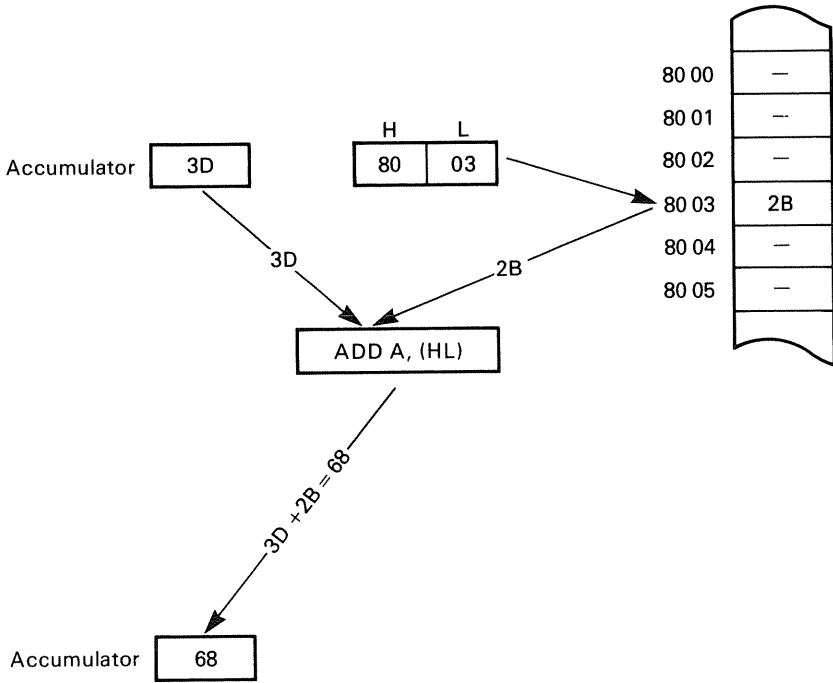 80 00 —
80 01 —
H L
80 02 —
Accumulator 3D
80 03
80 03 2B
80 04 —
3D
2B
80 05 —
ADD A, (HL)
3D +2B = 68
Accumulator 68